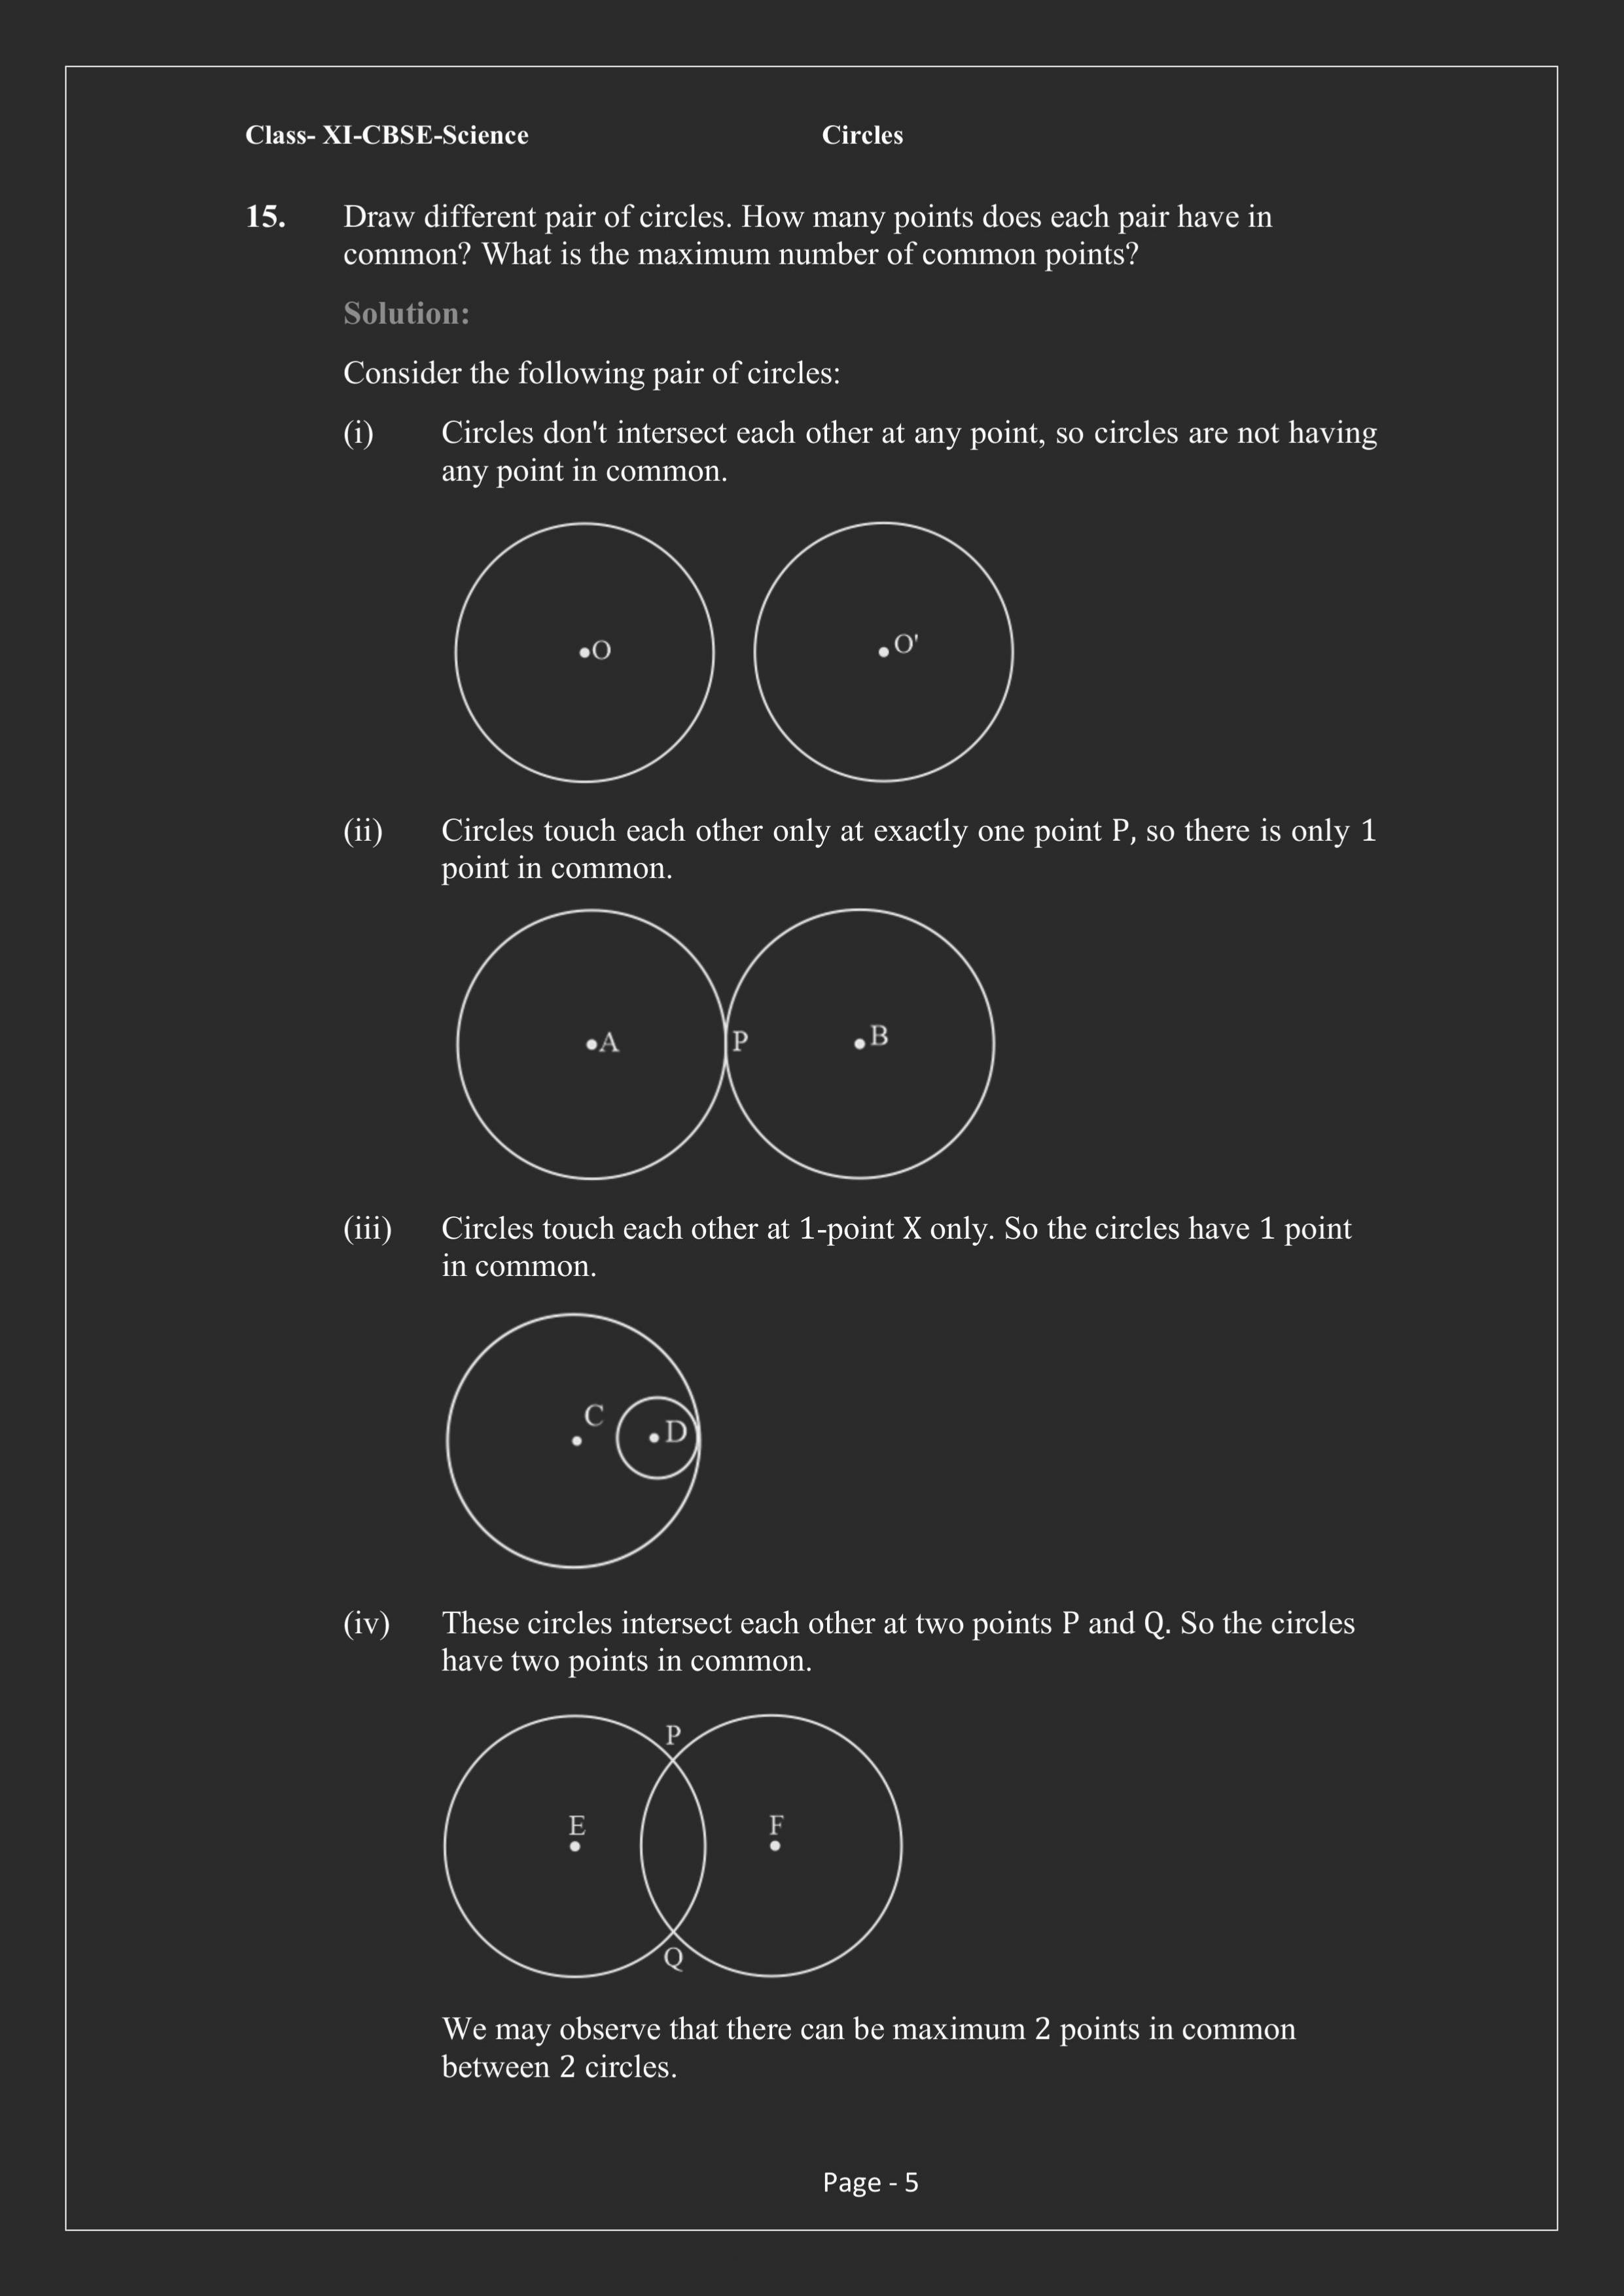 Class- XI-CBSE-Science Circles
15. Draw different pair of circles. How many points does each pair have in
common? What is the maximum number of common points?
Solution:
Consider the following pair of circles:
(i) Circles don't intersect each other at any point, so circles are not having
any point in common.
O O'
(ii) Circles touch each other only at exactly one point P, so there is only 1
point in common.
A P B
(iii) Circles touch each other at 1-point X only. So the circles have 1 point
in common.
C
D
(iv) These circles intersect each other at two points P and Q. So the circles
have two points in common.
P
E F
Q
We may observe that there can be maximum 2 points in common
between 2 circles.
Page - 5